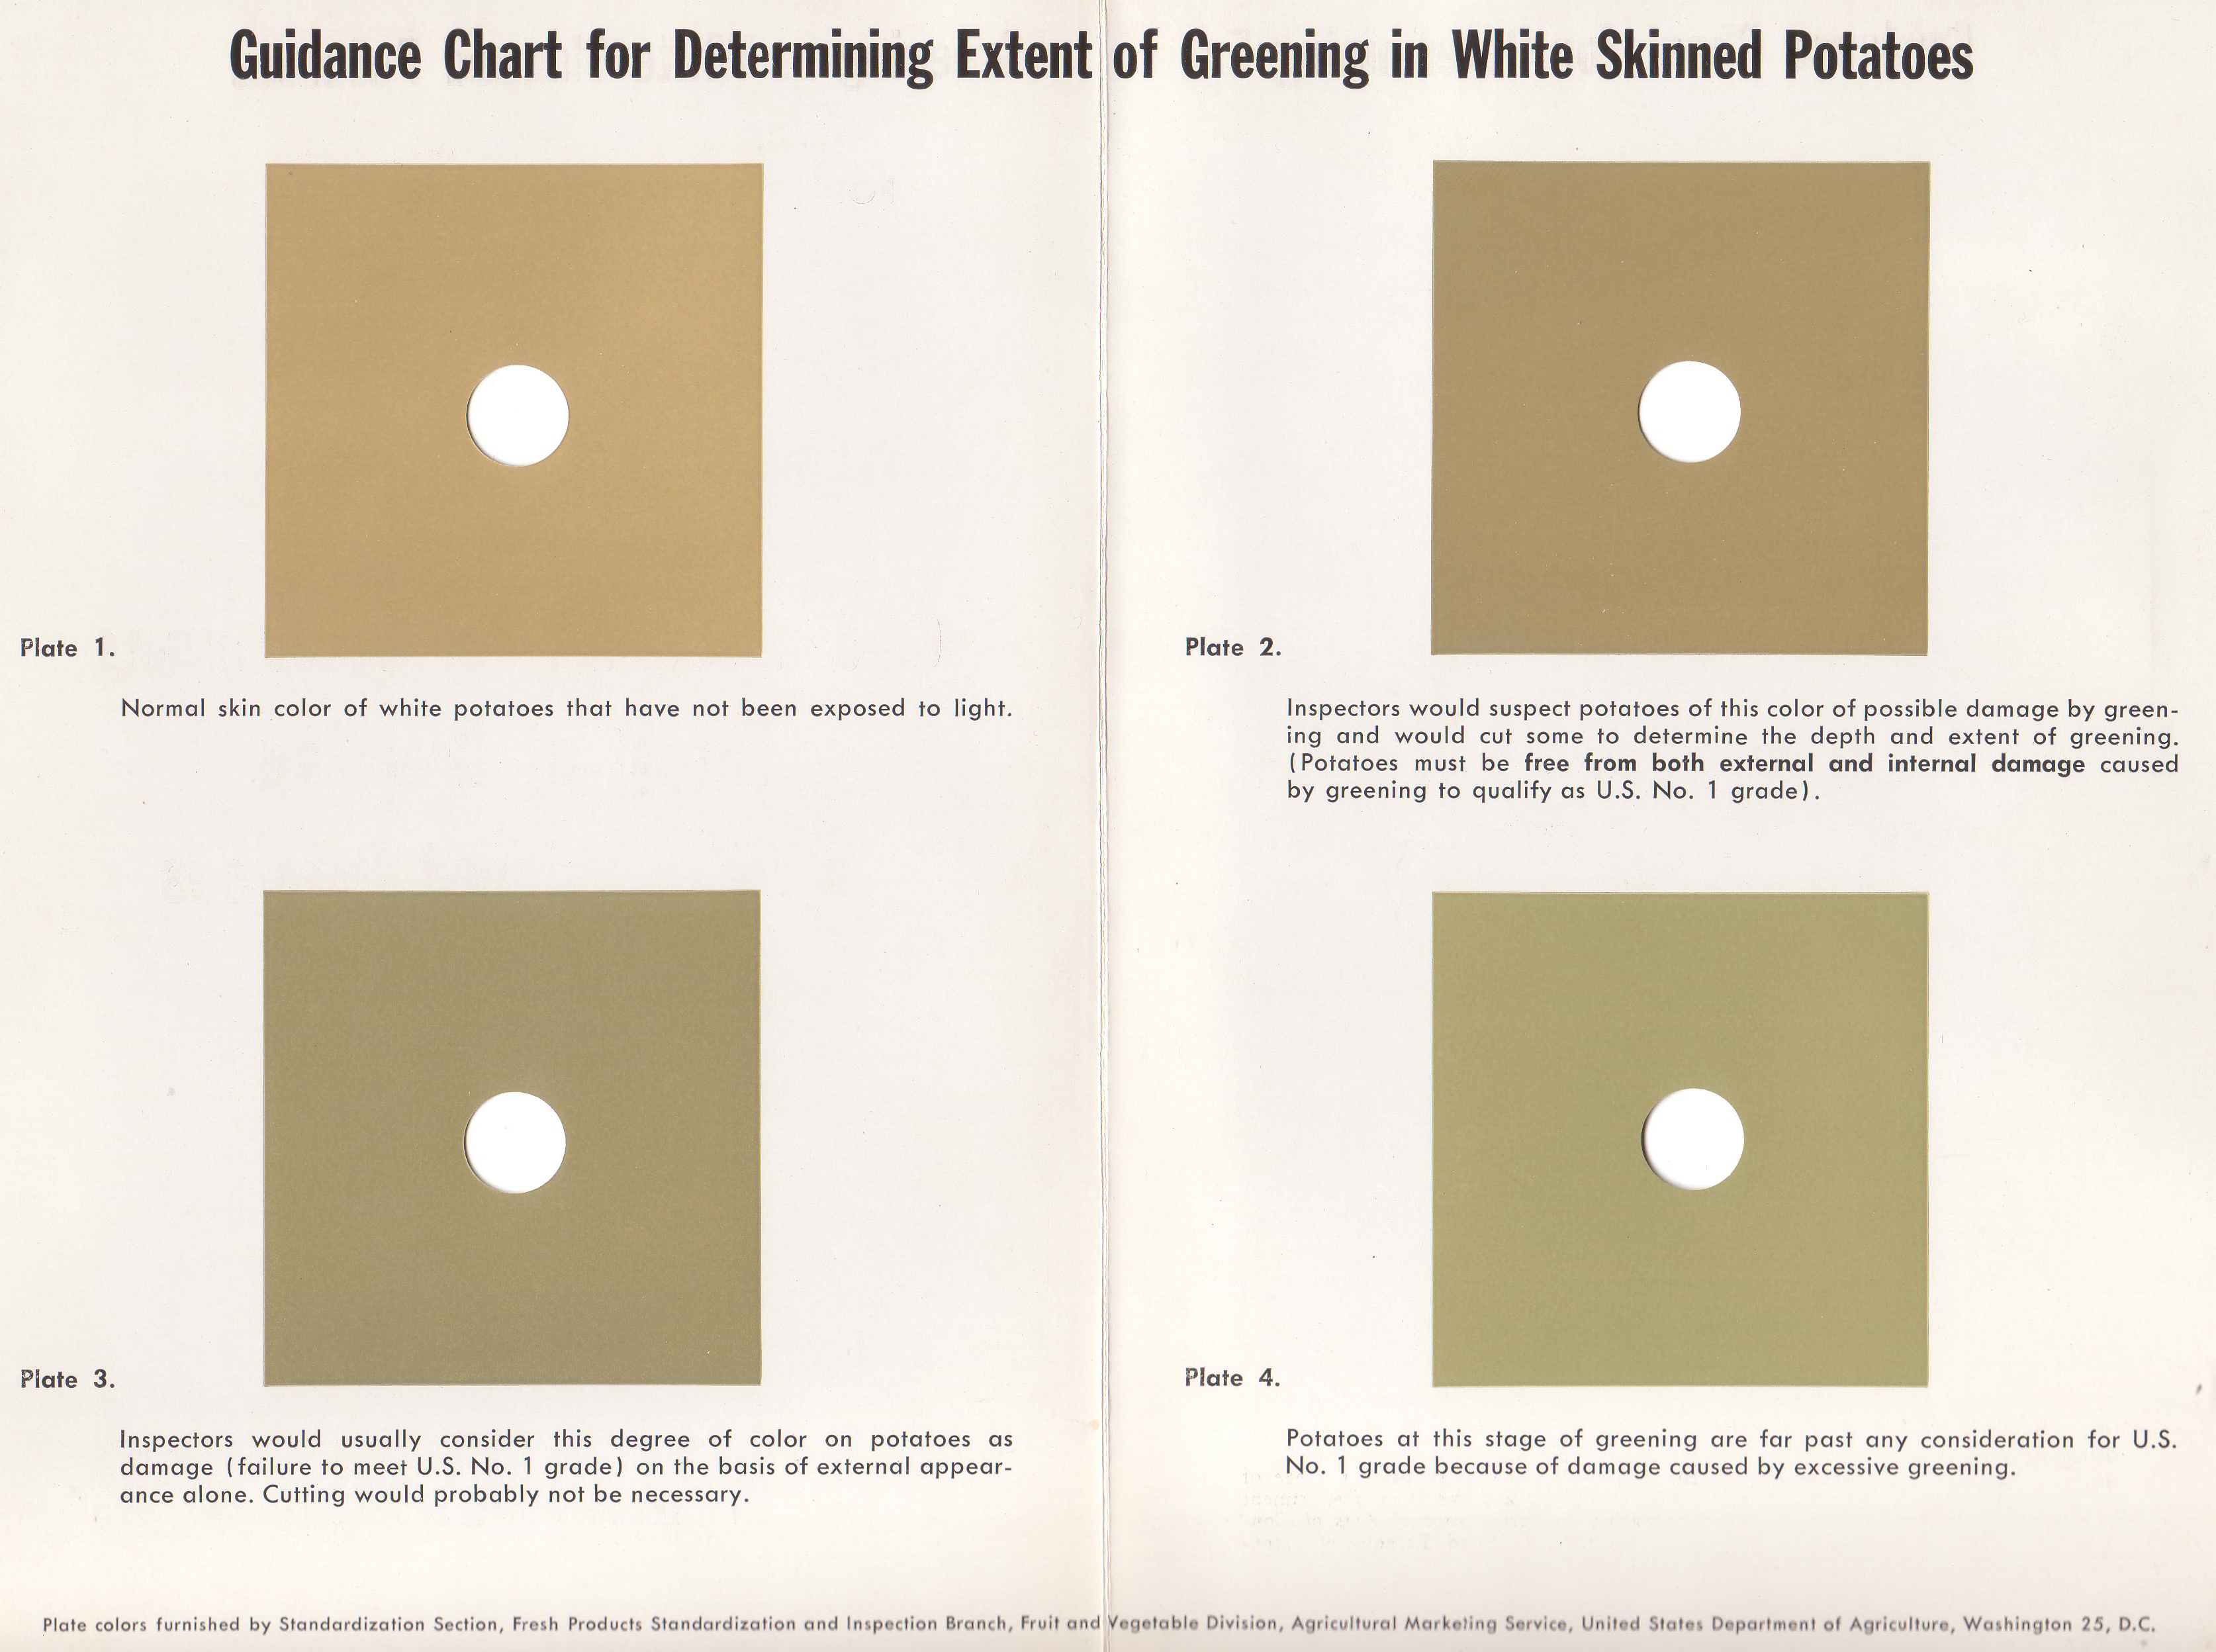 Guidance Chart for Determining Extent of Greening in White Skinned Potatoes
Plate 1.
Normal skin color of white potatoes that have not been exposed to light.
Plate 2.
Inspectors would suspect potatoes of this color of possible damage by green-
ing and would cut some to determine the depth and extent of greening.
(Potatoes must be free from both external and internal damage caused
by greening to qualify as U.S. No. 1 grade).
Plate 3.
Inspectors would usually consider this degree of color on potatoes as
damage (failure to meet U.S. No. 1 grade) on the basis of external appear-
ance alone. Cutting would probably not be necessary.
Plate 4.
Potatoes at this stage of greening are far past any consideration for U.S.
No. 1 grade because of damage caused by excessive greening.
Plate colors furnished by Standardization Section, Fresh Products Standardization and Inspection Branch, Fruit and Vegetable Division, Agricultural Marketing Service, United States Department of Agriculture, Washington 25, D.C.